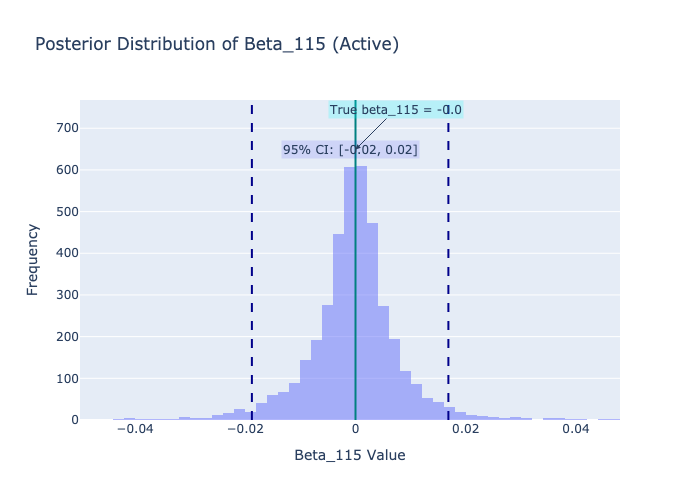 Posterior Distribution of Beta_115 (Active)
True beta_115 = -0.0
95% CI: [-0.02, 0.02]
700
600
500
400
300
200
100
0
Frequency
−0.04
−0.02
0
0.02
0.04
Beta_115 Value